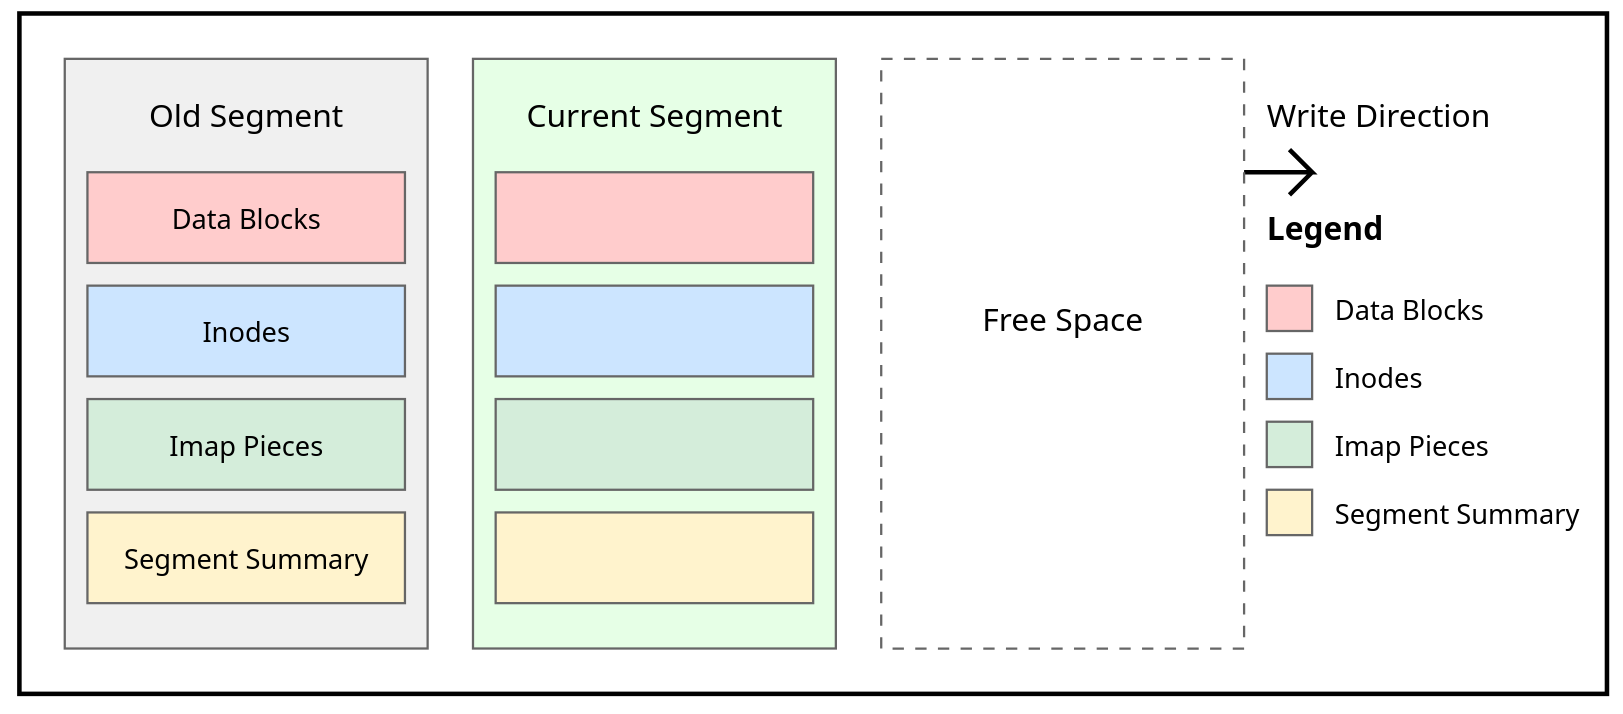 Old Segment
Data Blocks
Inodes
Imap Pieces
Segment Summary
Current Segment
Free Space
Write Direction
Legend
Data Blocks
Inodes
Imap Pieces
Segment Summary